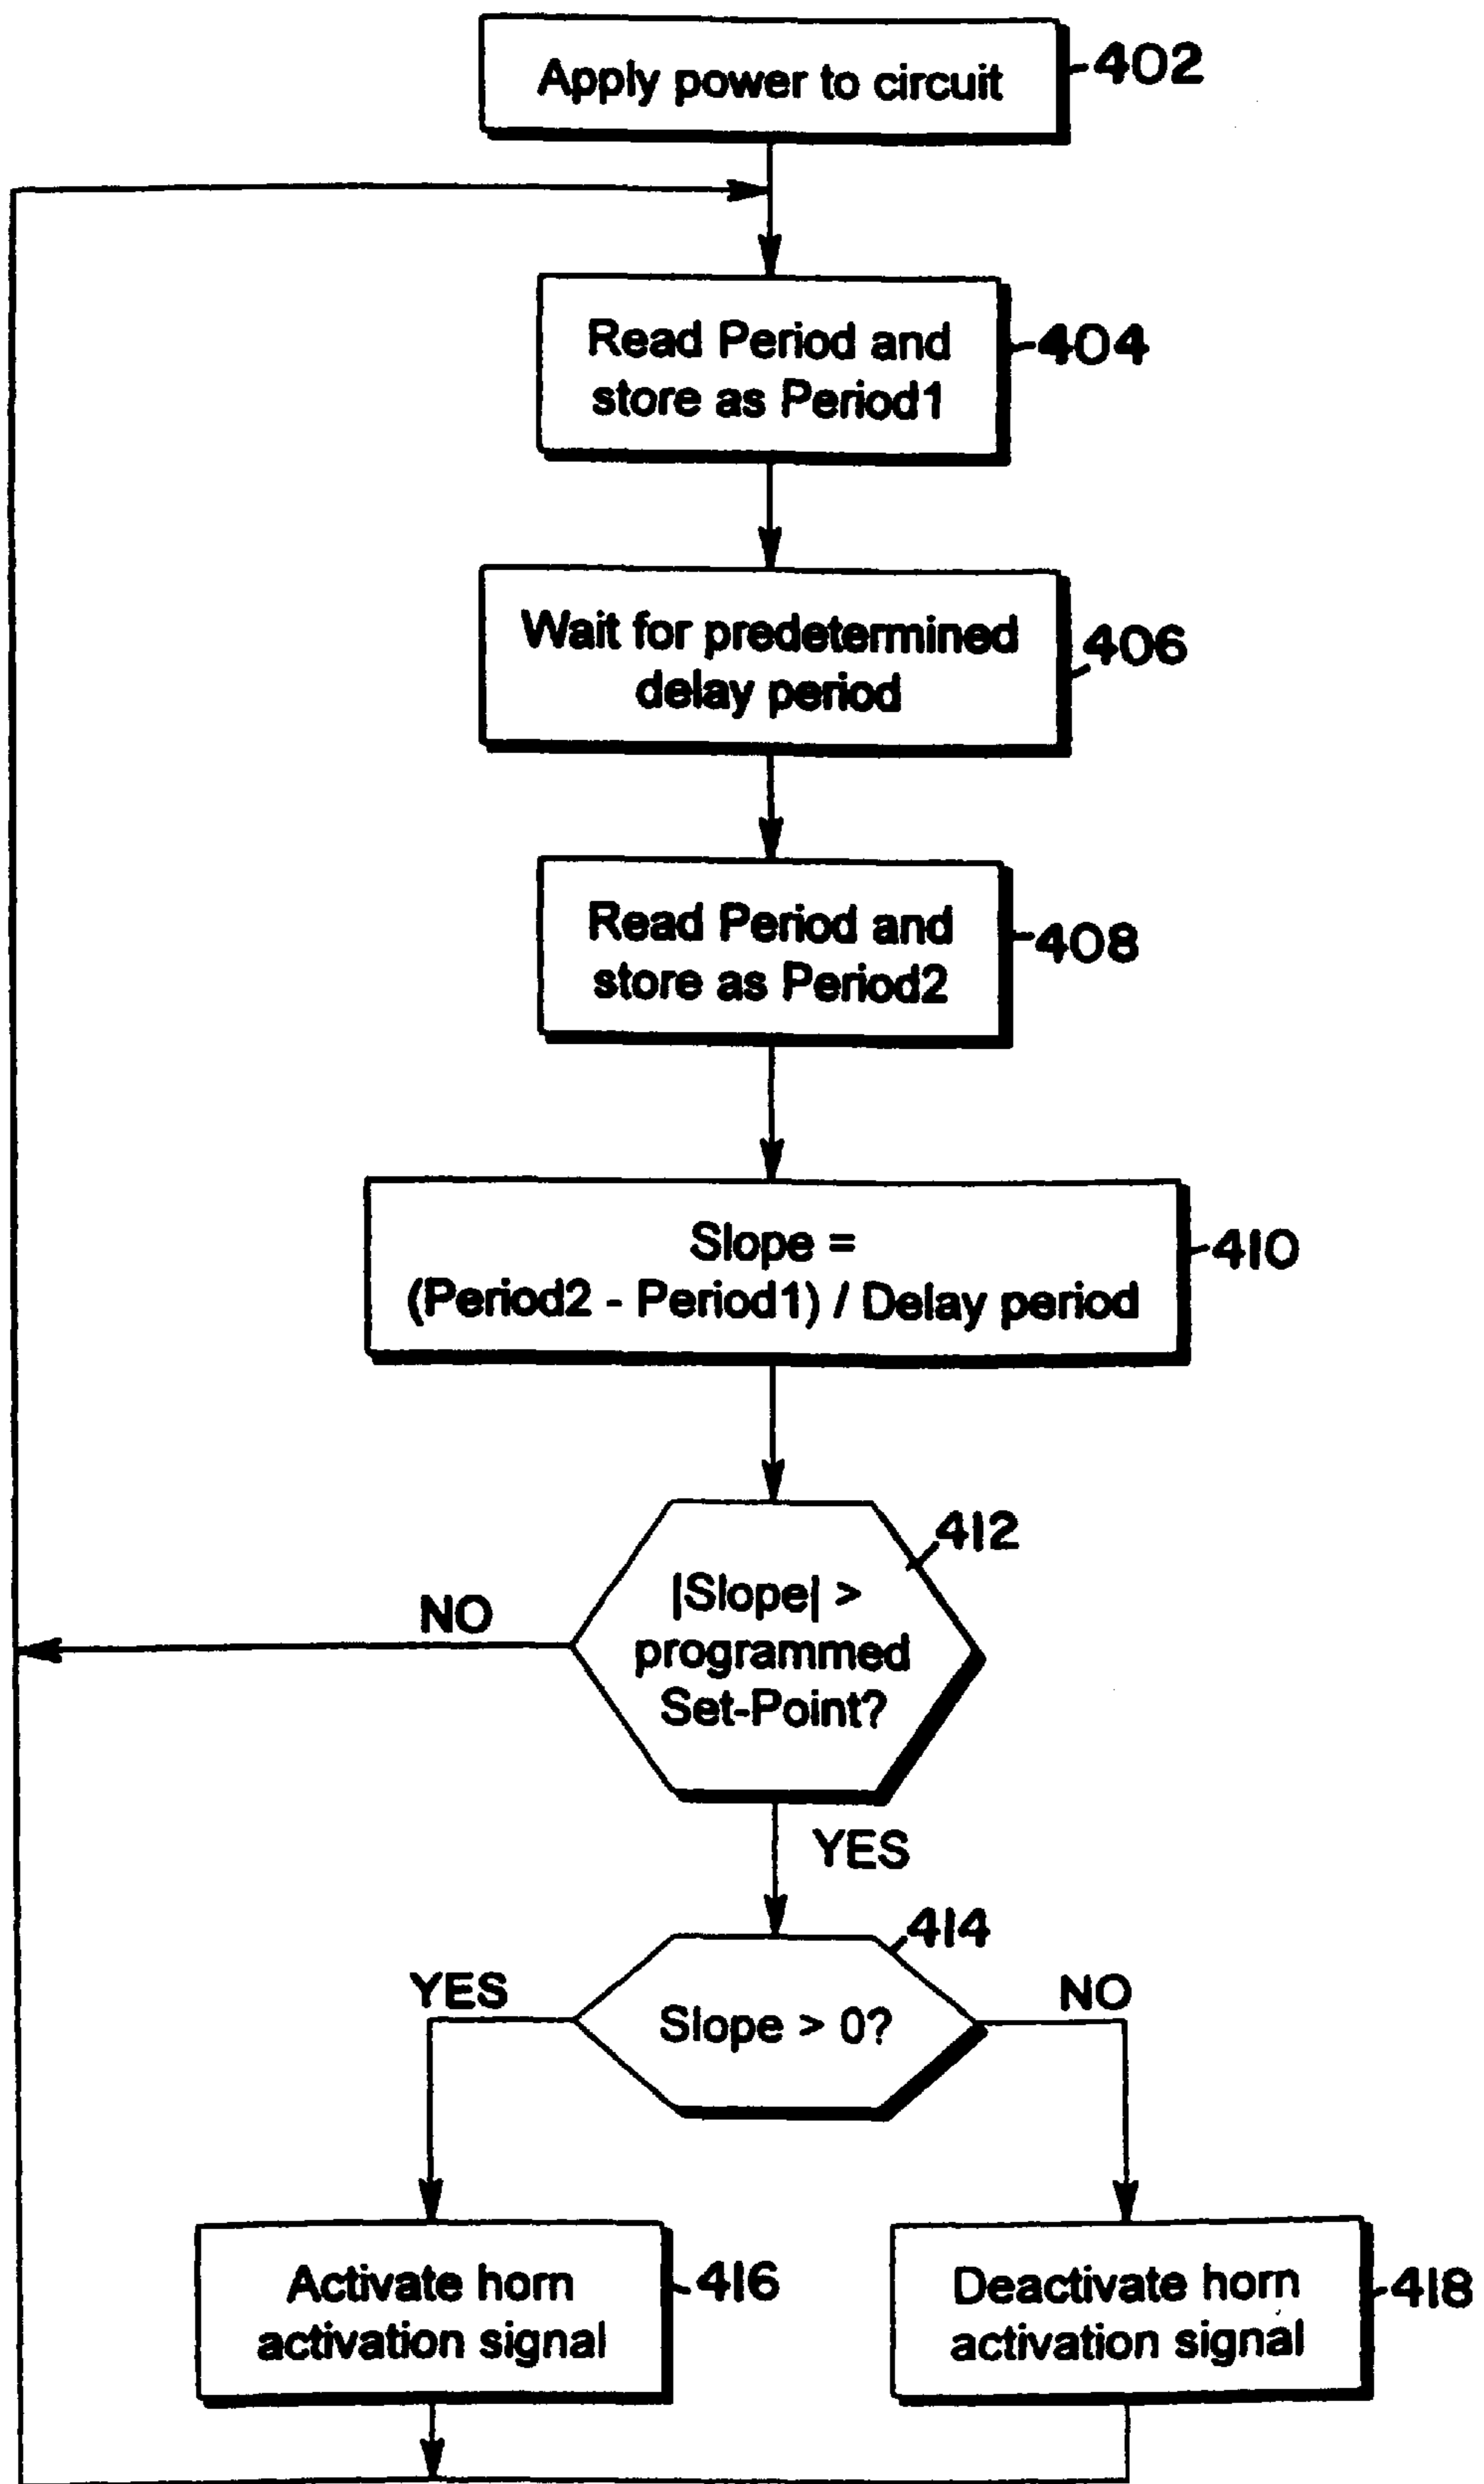 Apply power to circuit
402
Read Period and
store as Period1
404
Wait for predetermined
delay period
406
Read Period and
store as Period2
408
Slope =
(Period2 - Period1) / Delay period
410
412
|Slope| >
programmed
Set-Point?
NO
YES
414
YES
Slope > 0?
NO
Activate horn
activation signal
416
Deactivate horn
activation signal
418